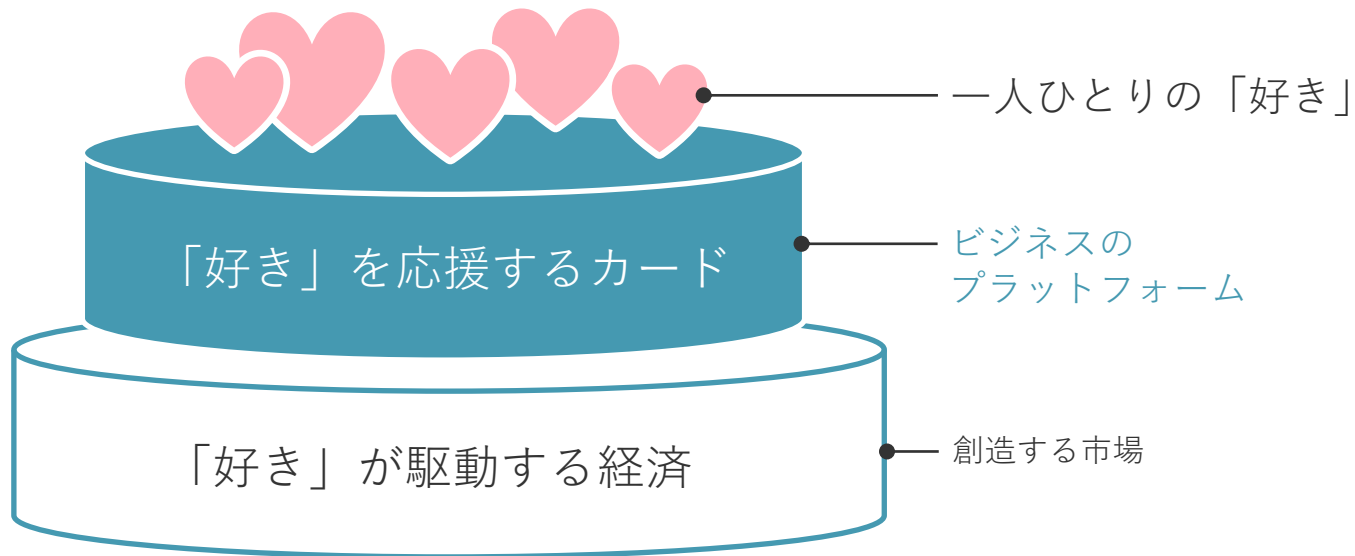 一人ひとりの「好き」
「好き」を応援するカード
ビジネスの
プラットフォーム
「好き」が駆動する経済
創造する市場